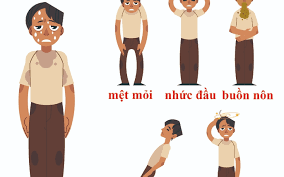 mệt mỏi nhức đầu buồn nôn